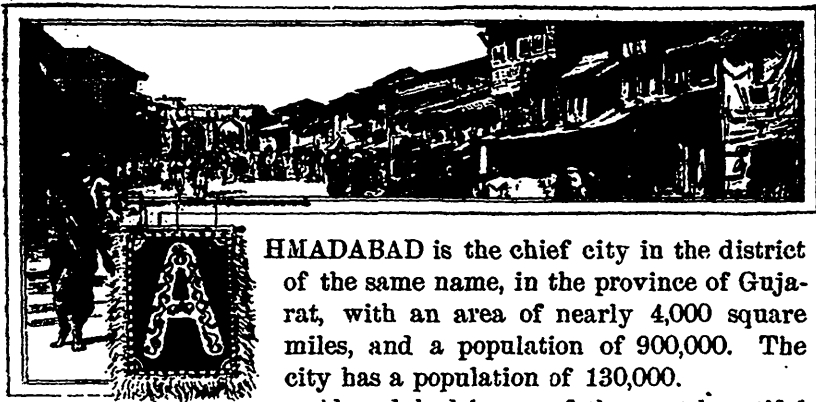 AHMADABAD is the chief city in the district
of the same name, in the province of Guja-
rat, with an area of nearly 4,000 square
miles, and a population of 900,000. The
city has a population of 130,000.